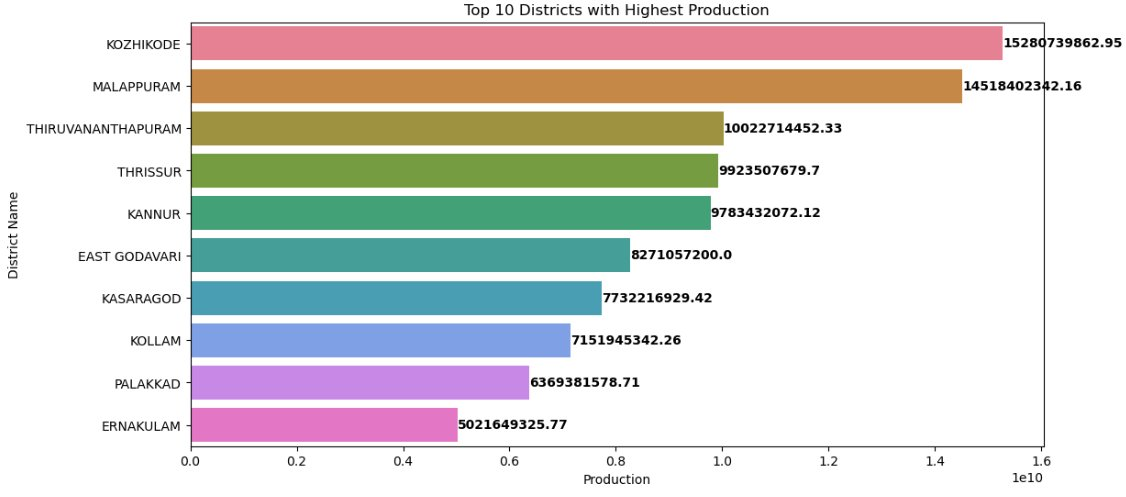 Top 10 Districts with Highest Production
District Name
KOZHIKODE 15280739862.95
MALAPPURAM 14518402342.16
THIRUVANANTHAPURAM 10022714452.33
THRISSUR 9923507679.7
KANNUR 9783432072.12
EAST GODAVARI 8271057200.0
KASARAGOD 7732216929.42
KOLLAM 7151945342.26
PALAKKAD 6369381578.71
ERNAKULAM 5021649325.77
0.0 0.2 0.4 0.6 0.8 1.0 1.2 1.4 1.6
1e10
Production